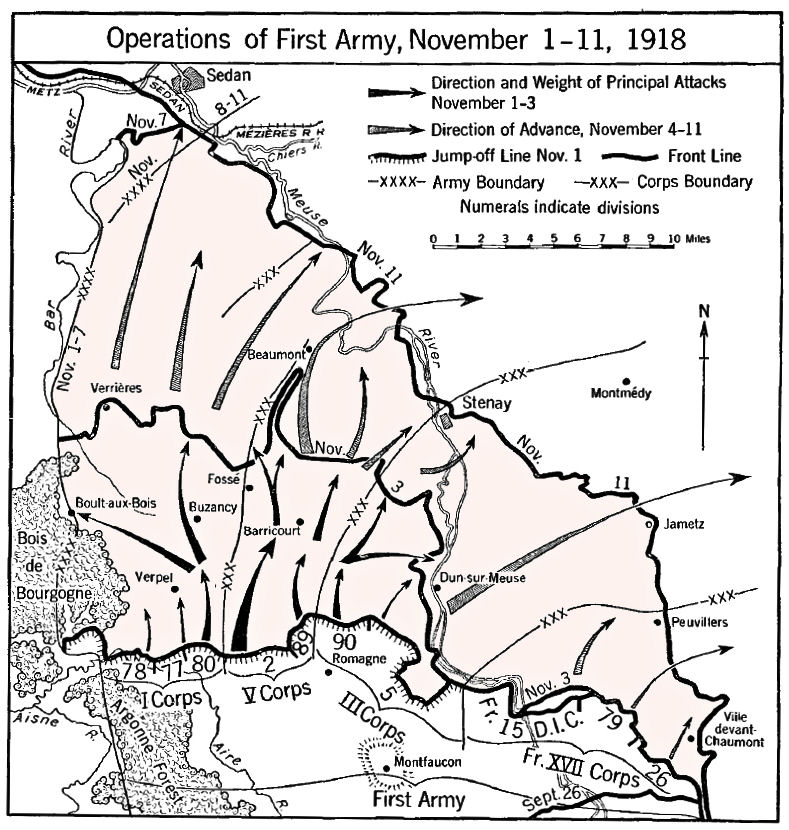 Operations of First Army, November 1-11, 1918
Direction and Weight of Principal Attacks
November 1-3
Direction of Advance, November 4-11
Jump-off Line Nov. 1
Front Line
-XXXX- Army Boundary
-XXX- Corps Boundary
Numerals indicate divisions
0 1 2 3 4 5 6 7 8 9 10 Miles
N
Sedan
METZ
SEDAN
8-11
MÉZIÈRES R R
Chiers R.
River
Nov. 7
Nov.
XXXX
Meuse
Nov. 11
XXXX
XXX
Bar
River
Nov. 1-7
Beaumont
XXX
Montmédy
Verrières
XXX
Stenay
Nov.
Nov.
11
Fossé
3
Boult-aux-Bois
Buzancy
Barricourt
XXX
Jametz
Bois
de
Bourgogne
XXXX
XXX
Verpel
Dun-sur-Meuse
XXX
XXX
Peuvillers
78
77
80
2
89
90
Romagne
5
I Corps
V Corps
III Corps
Nov. 3
Fr. 15 D.I.C.
79
26
Ville
devant-
Chaumont
Aisne
R.
Argonne Forest
Aire
R.
Montfaucon
Fr. XVII Corps
First Army
Sept. 26